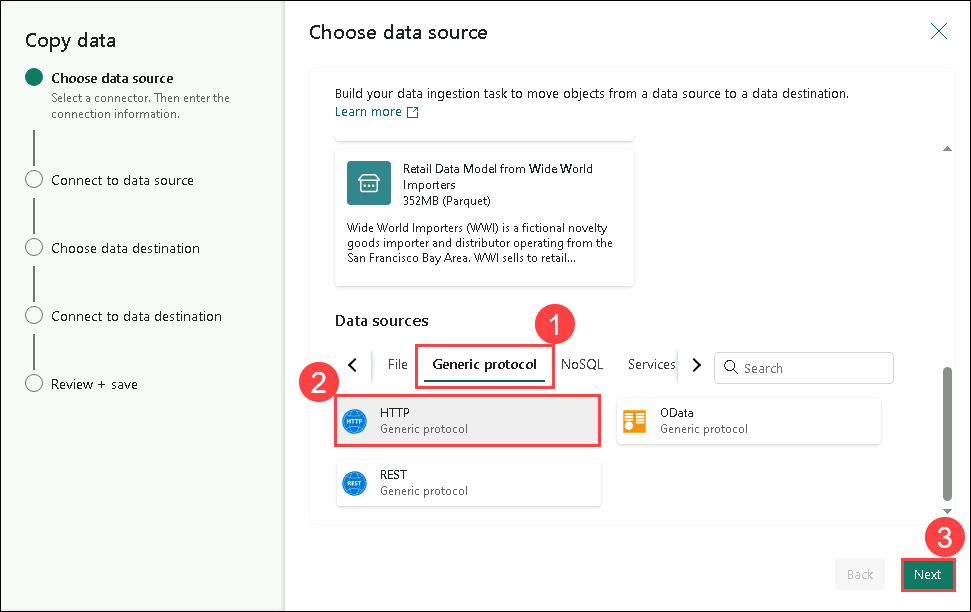 Copy data
Choose data source
Select a connector. Then enter the
connection information.
Connect to data source
Choose data destination
Connect to data destination
Review + save
Choose data source
Build your data ingestion task to move objects from a data source to a data destination.
Learn more
Retail Data Model from Wide World
Importers
352MB (Parquet)
Wide World Importers (WWI) is a fictional novelty
goods importer and distributor operating from the
San Francisco Bay Area. WWI sells to retail...
Data sources
1
File
Generic protocol
NoSQL
Services
Search
2
HTTP
HTTP
Generic protocol
OData
Generic protocol
REST
REST
Generic protocol
3
Back
Next